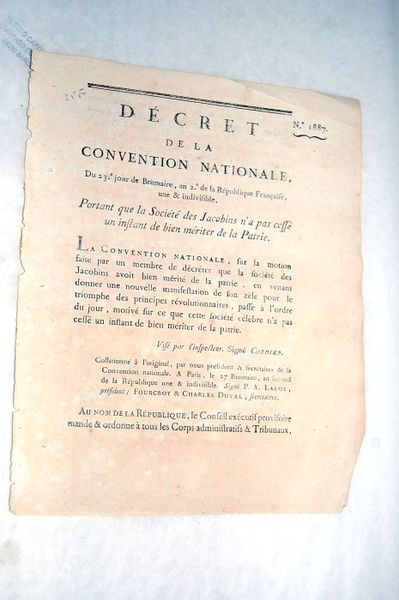 255
N.º 1887.
DÉCRET
DE LA
CONVENTION NATIONALE,
Du 23.e jour de Brumaire, an 2.e de la République Française,
une & indivisible,
Portant que la Société des Jacobins n'a pas cessé
un instant de bien mériter de la Patrie.
LA CONVENTION NATIONALE, sur la motion
faite par un membre de décréter que la société des
Jacobins avoit bien mérité de la patrie, en venant
donner une nouvelle manifestation de son zèle pour le
triomphe des principes révolutionnaires, passe à l'ordre
du jour, motivé sur ce que cette société célèbre n'a pas
cessé un instant de bien mériter de la patrie.
Visé par l'inspecteur. Signé CORDIER.
Collationné à l'original, par nous président & secrétaires de la
Convention nationale. A Paris, le 27 Brumaire, an second
de la République une & indivisible. Signé P. A. LALOY,
président; FOURCROY & CHARLES DUVAL, secrétaires.
AU NOM DE LA RÉPUBLIQUE, le Conseil exécutif provisoire
mande & ordonne à tous les Corps administratifs & Tribunaux,